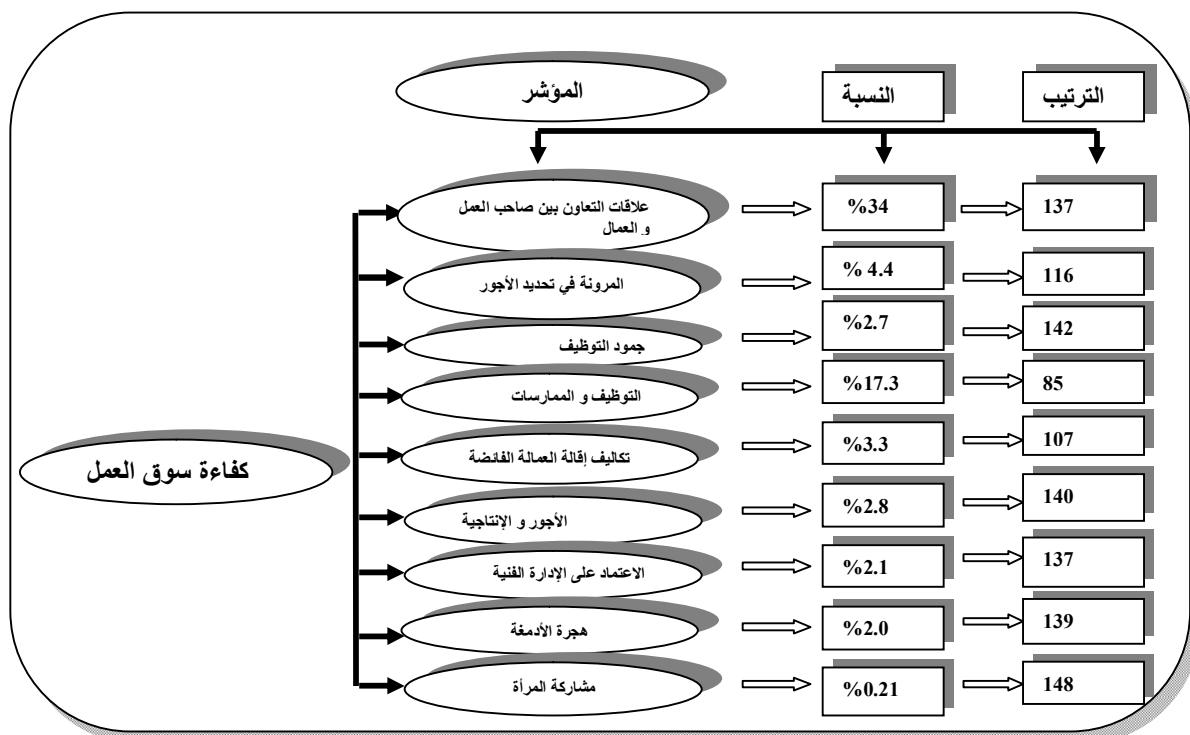 المؤشر النسبة الترتيب
علاقات التعاون بين صاحب العمل
و العمال
%34 137
المرونة في تحديد الأجور % 4.4 116
جمود التوظيف %2.7 142
التوظيف و الممارسات %17.3 85
كفاءة سوق العمل
تكاليف إقالة العمالة الفائضة %3.3 107
الأجور و الإنتاجية %2.8 140
الاعتماد على الإدارة الفنية %2.1 137
هجرة الأدمغة %2.0 139
مشاركة المرأة %0.21 148